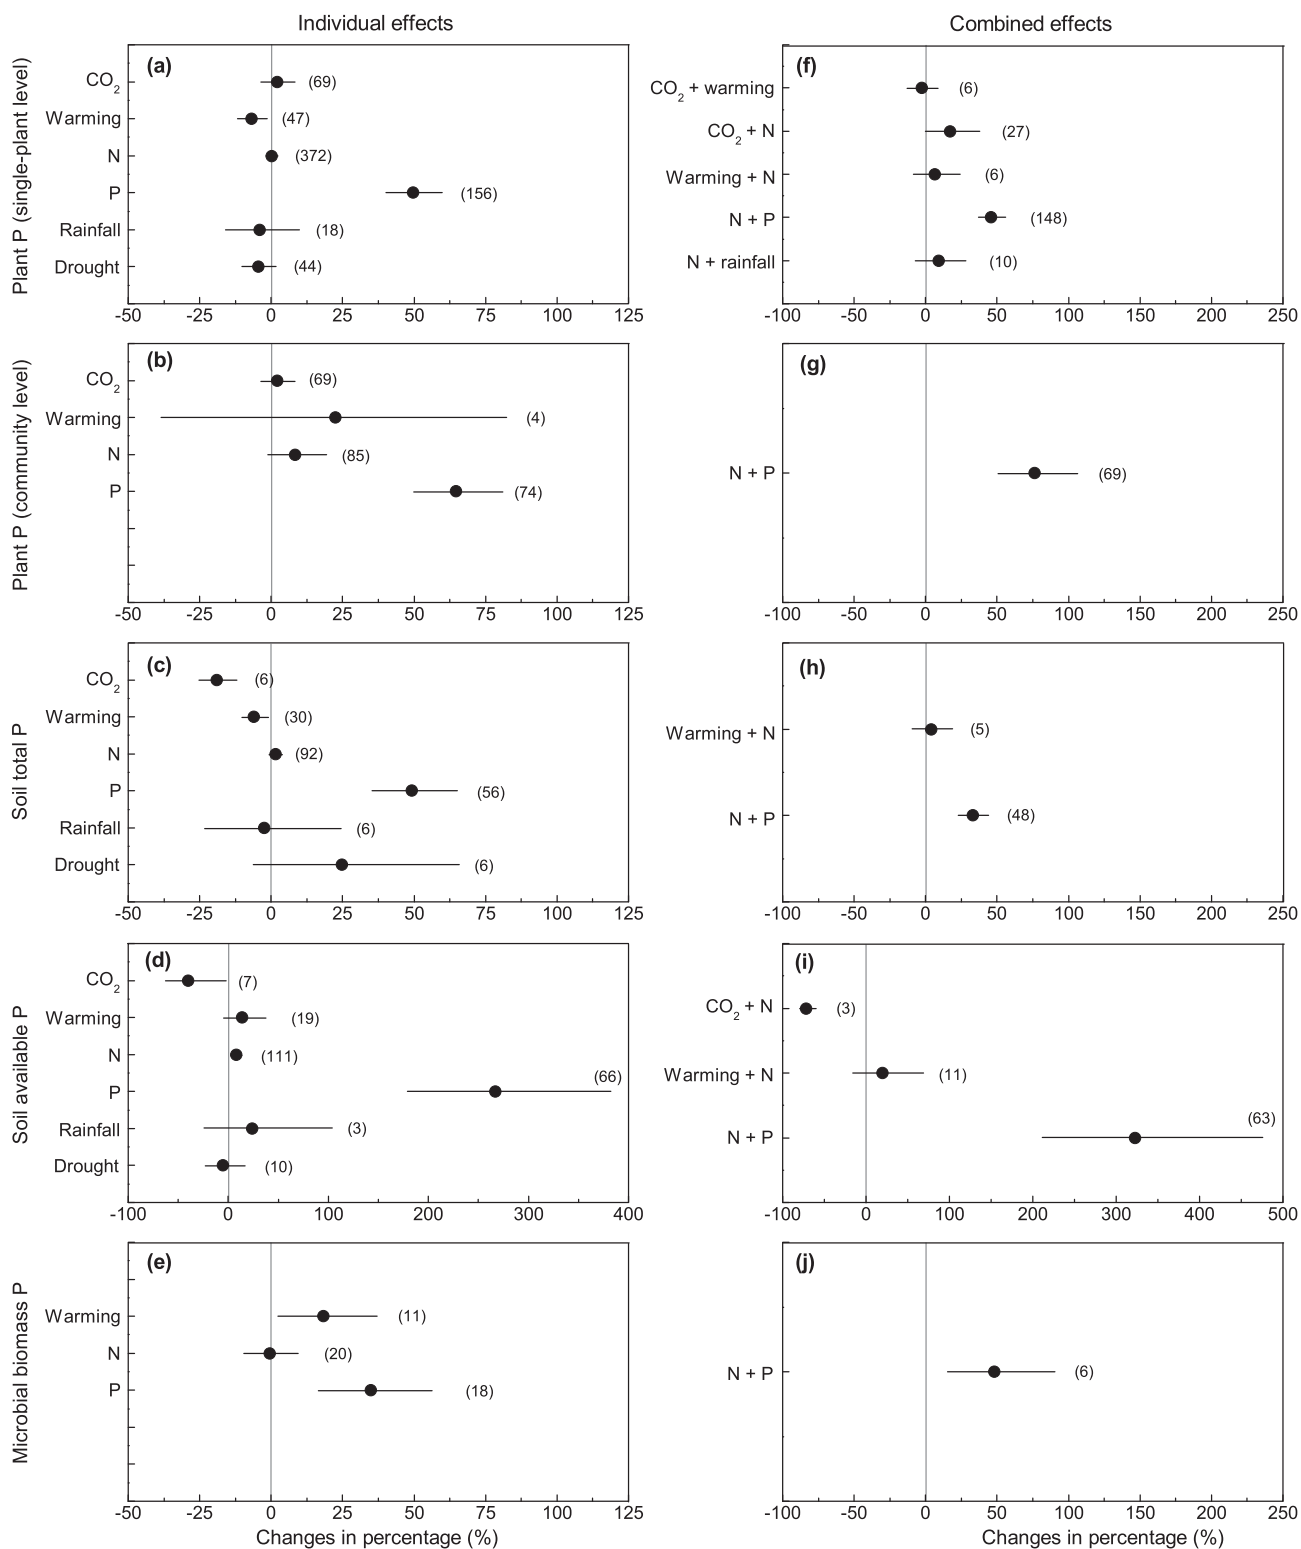 Individual effects
Combined effects
Plant P (single-plant level)
(a)
CO2 (69)
Warming (47)
N (372)
P (156)
Rainfall (18)
Drought (44)
-50 -25 0 25 50 75 100 125
(f)
CO2 + warming (6)
CO2 + N (27)
Warming + N (6)
N + P (148)
N + rainfall (10)
-100 -50 0 50 100 150 200 250
Plant P (community level)
(b)
CO2 (69)
Warming (4)
N (85)
P (74)
-50 -25 0 25 50 75 100 125
(g)
N + P (69)
-100 -50 0 50 100 150 200 250
Soil total P
(c)
CO2 (6)
Warming (30)
N (92)
P (56)
Rainfall (6)
Drought (6)
-50 -25 0 25 50 75 100 125
(h)
Warming + N (5)
N + P (48)
-100 -50 0 50 100 150 200 250
Soil available P
(d)
CO2 (7)
Warming (19)
N (111)
P (66)
Rainfall (3)
Drought (10)
-100 0 100 200 300 400
(i)
CO2 + N (3)
Warming + N (11)
N + P (63)
-100 0 100 200 300 400 500
Microbial biomass P
(e)
Warming (11)
N (20)
P (18)
-50 -25 0 25 50 75 100 125
Changes in percentage (%)
(j)
N + P (6)
-100 -50 0 50 100 150 200 250
Changes in percentage (%)